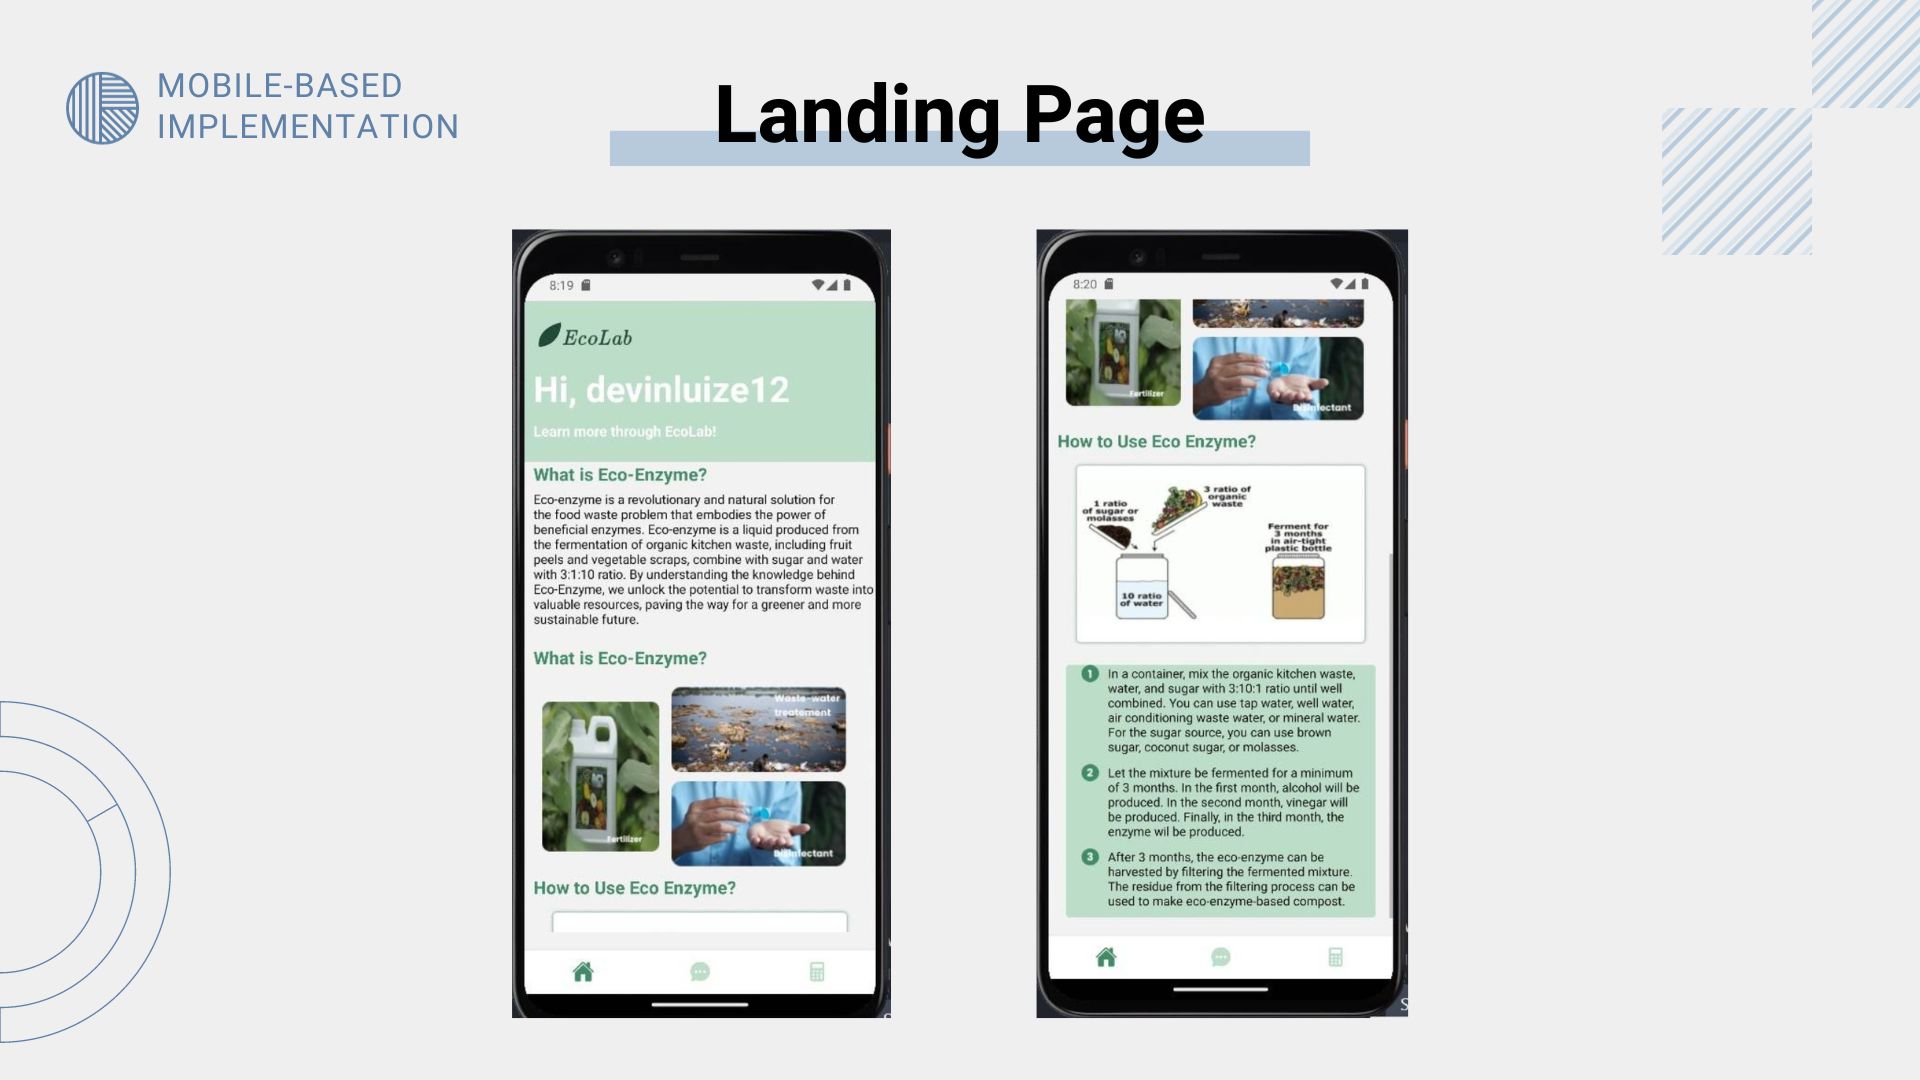 MOBILE-BASED
IMPLEMENTATION
Landing Page
8:19
EcoLab
Hi, devinluize12
Learn more through EcoLab!
What is Eco-Enzyme?
Eco-enzyme is a revolutionary and natural solution for
the food waste problem that embodies the power of
beneficial enzymes. Eco-enzyme is a liquid produced from
the fermentation of organic kitchen waste, including fruit
peels and vegetable scraps, combine with sugar and water
with 3:1:10 ratio. By understanding the knowledge behind
Eco-Enzyme, we unlock the potential to transform waste into
valuable resources, paving the way for a greener and more
sustainable future.
What is Eco-Enzyme?
Waste-water
treatement
Fertilizer
Disinfectant
How to Use Eco Enzyme?
8:20
Fertilizer
Disinfectant
How to Use Eco Enzyme?
1 ratio
of sugar or
molasses
3 ratio of
organic
waste
10 ratio
of water
Ferment for
3 months
in air-tight
plastic bottle
1 In a container, mix the organic kitchen waste,
water, and sugar with 3:10:1 ratio until well
combined. You can use tap water, well water,
air conditioning waste water, or mineral water.
For the sugar source, you can use brown
sugar, coconut sugar, or molasses.
2 Let the mixture be fermented for a minimum
of 3 months. In the first month, alcohol will be
produced. In the second month, vinegar will
be produced. Finally, in the third month, the
enzyme wil be produced.
3 After 3 months, the eco-enzyme can be
harvested by filtering the fermented mixture.
The residue from the filtering process can be
used to make eco-enzyme-based compost.